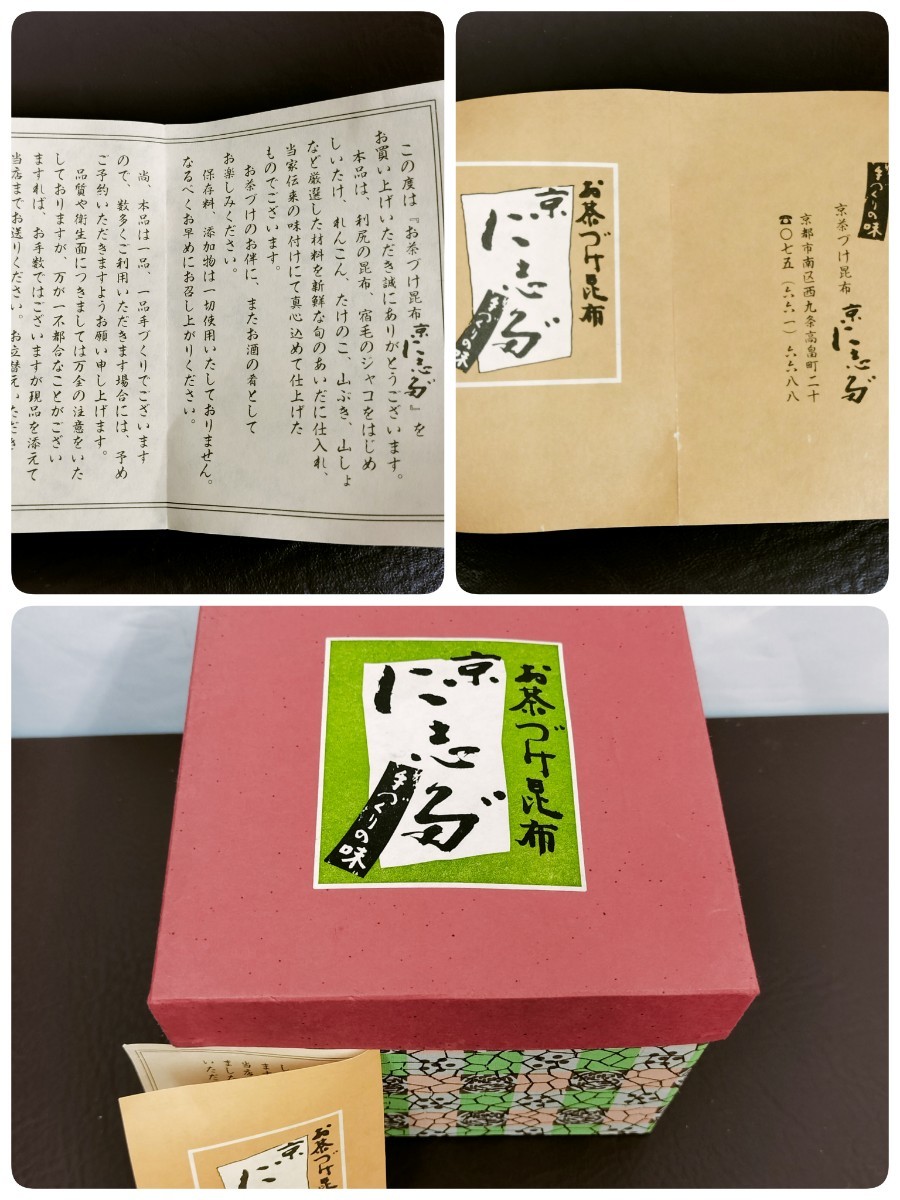 この度は『お茶づけ昆布 京にしだ』を
お買い上げいただき誠にありがとうございます。
本品は、利尻の昆布、宿毛のジャコをはじめ
しいたけ、れんこん、たけのこ、山ぶき、山しょ
など厳選した材料を新鮮な旬のあいだに仕入れ、
当家伝来の味付けにて真心込めて仕上げた
ものでございます。
お茶づけのお伴に、またお酒の肴として
お楽しみください。
保存料、添加物は一切使用いたしておりません。
なるべくお早めにお召し上がりください。
尚、本品は一品、一品手づくりでございます
ので、数多くご利用いただきます場合には、予め
ご予約いただきますようお願い申し上げます。
品質や衛生面につきましては万全の注意をいた
しておりますが、万が一不都合なことがござい
ますれば、お手数ではございますが現品を添えて
当店までお送りください。お立替えいただき
手づくりの味
京茶づけ昆布 京にし志だ
京都市南区西九条高畠町二十
☎〇七五(六六一)六六八八
お茶づけ昆布
京
に志だ
手づくりの味
お茶づけ昆布
京
に志だ
手づくりの味
お茶づけ昆布
京
に